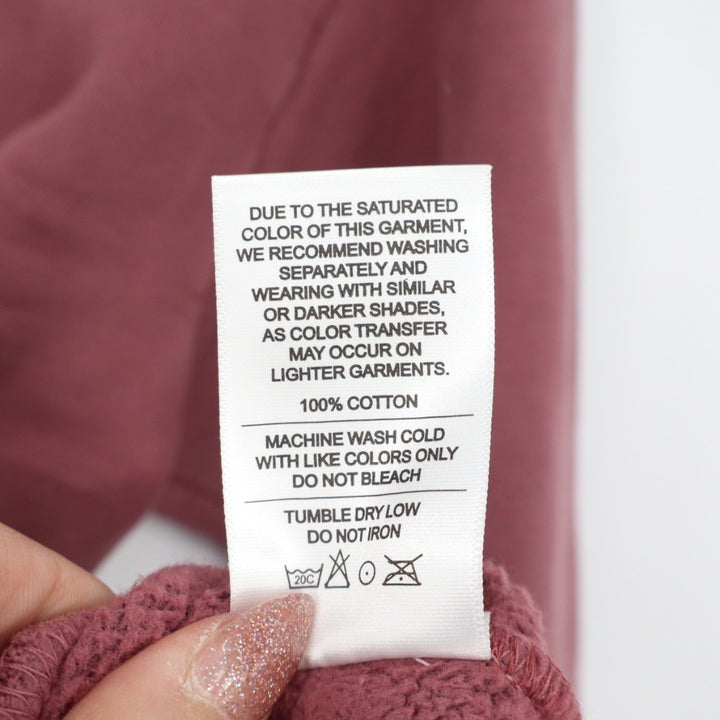 DUE TO THE SATURATED
COLOR OF THIS GARMENT,
WE RECOMMEND WASHING
SEPARATELY AND
WEARING WITH SIMILAR
OR DARKER SHADES,
AS COLOR TRANSFER
MAY OCCUR ON
LIGHTER GARMENTS.
100% COTTON
MACHINE WASH COLD
WITH LIKE COLORS ONLY
DO NOT BLEACH
TUMBLE DRY LOW
DO NOT IRON
20C